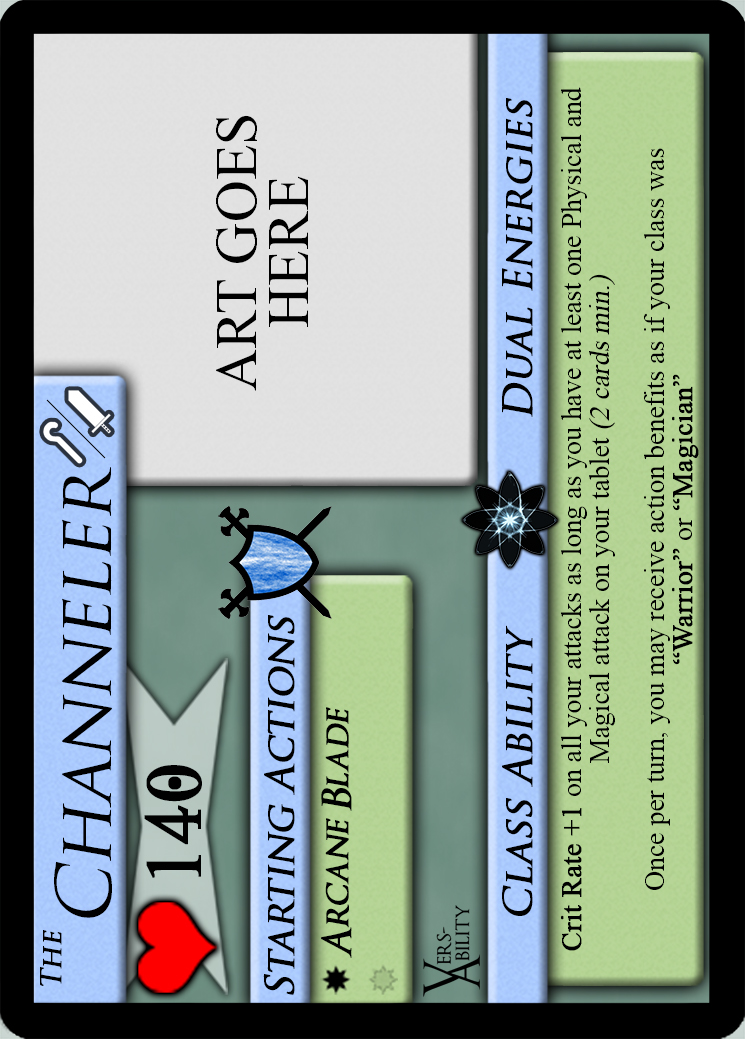 THE
CHANNELER
140
ART GOES
HERE
STARTING ACTIONS
ARCANE BLADE
VERS-
ABILITY
CLASS ABILITY
DUAL ENERGIES
Crit Rate +1 on all your attacks as long as you have at least one Physical and
Magical attack on your tablet (2 cards min.)
Once per turn, you may receive action benefits as if your class was
“Warrior” or “Magician”